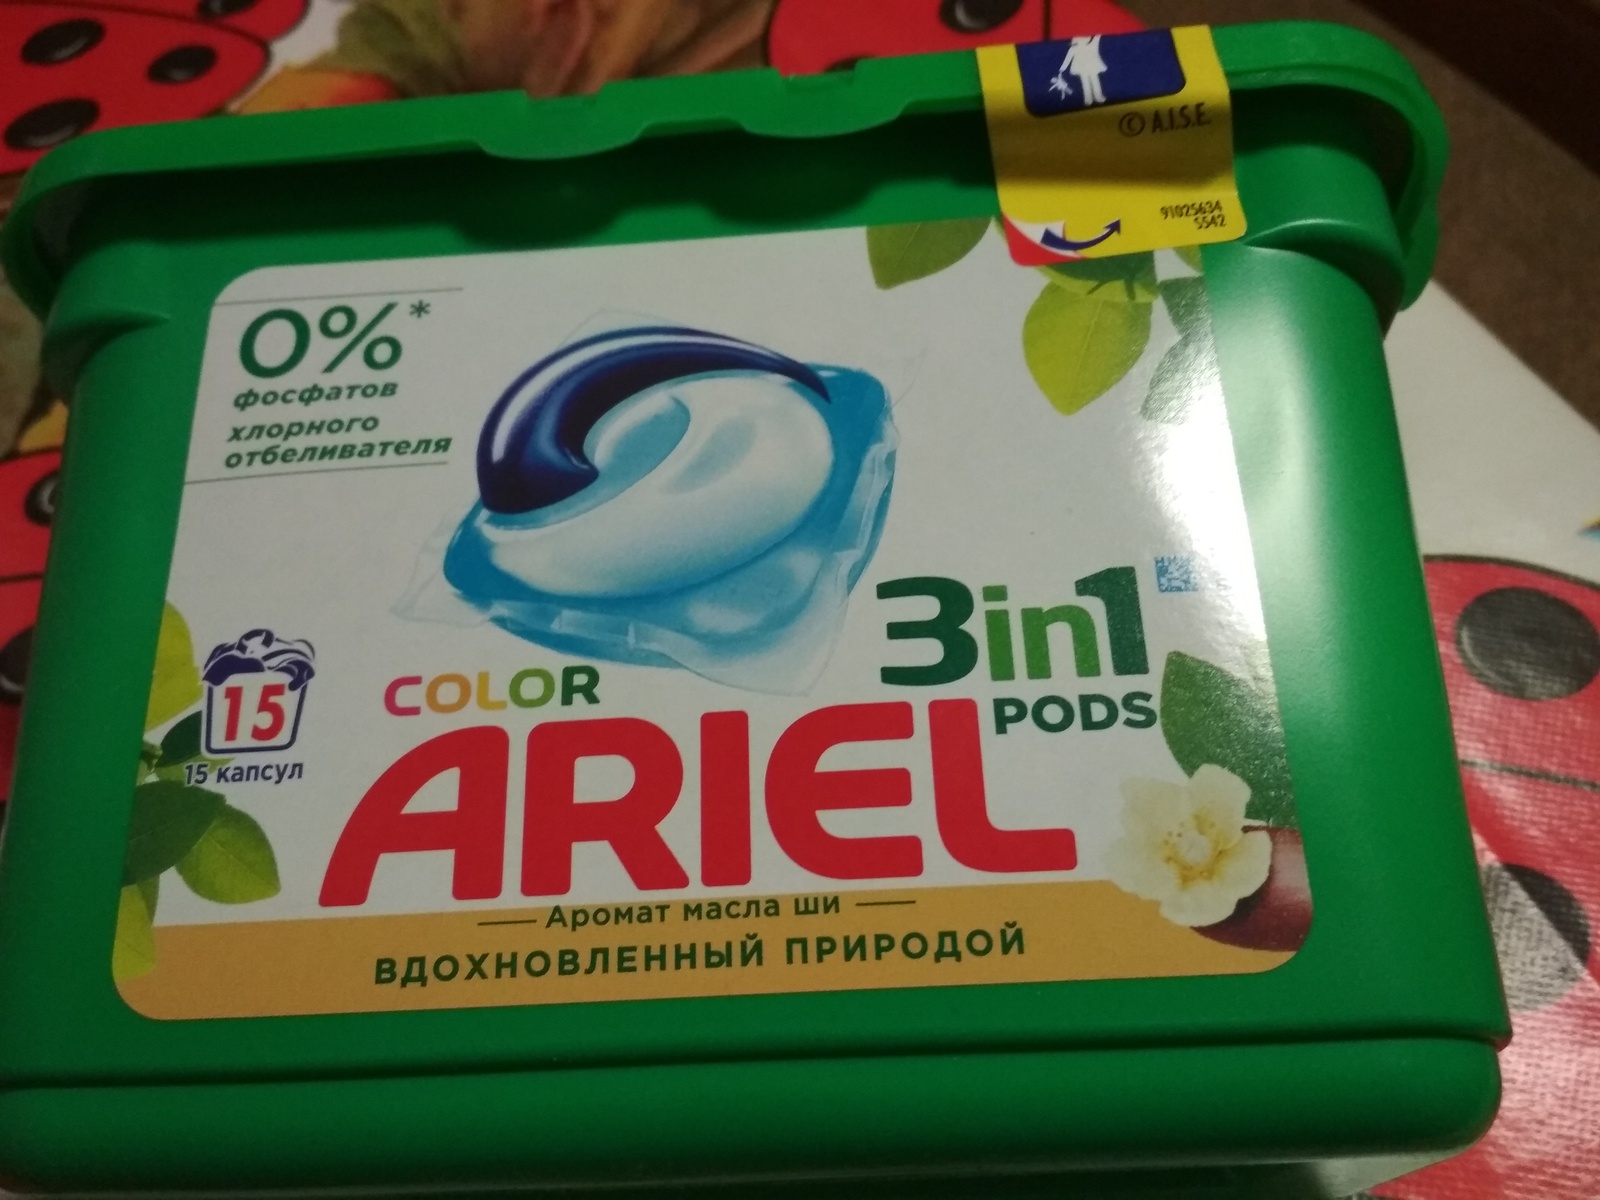 © A.I.S.E.
91025634
5542
0%*
фосфатов
хлорного
отбеливателя
3in1
PODS
15
15 капсул
COLOR
ARIEL
Аромат масла ши
ВДОХНОВЛЕННЫЙ ПРИРОДОЙ